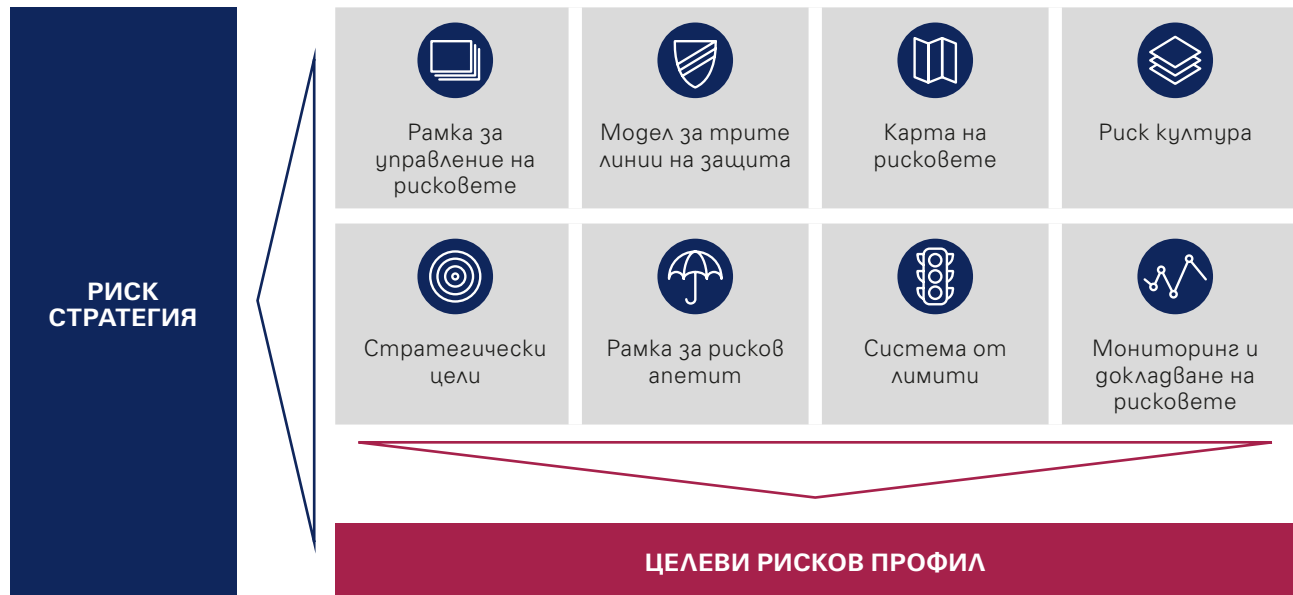 РИСК
СТРАТЕГИЯ
Рамка за
управление на
рисковете
Модел за трите
линии на защита
Карта на
рисковете
Риск култура
Стратегически
цели
Рамка за рисков
апетит
Система от
лимити
Мониторинг и
докладване на
рисковете
ЦЕЛЕВИ РИСКОВ ПРОФИЛ